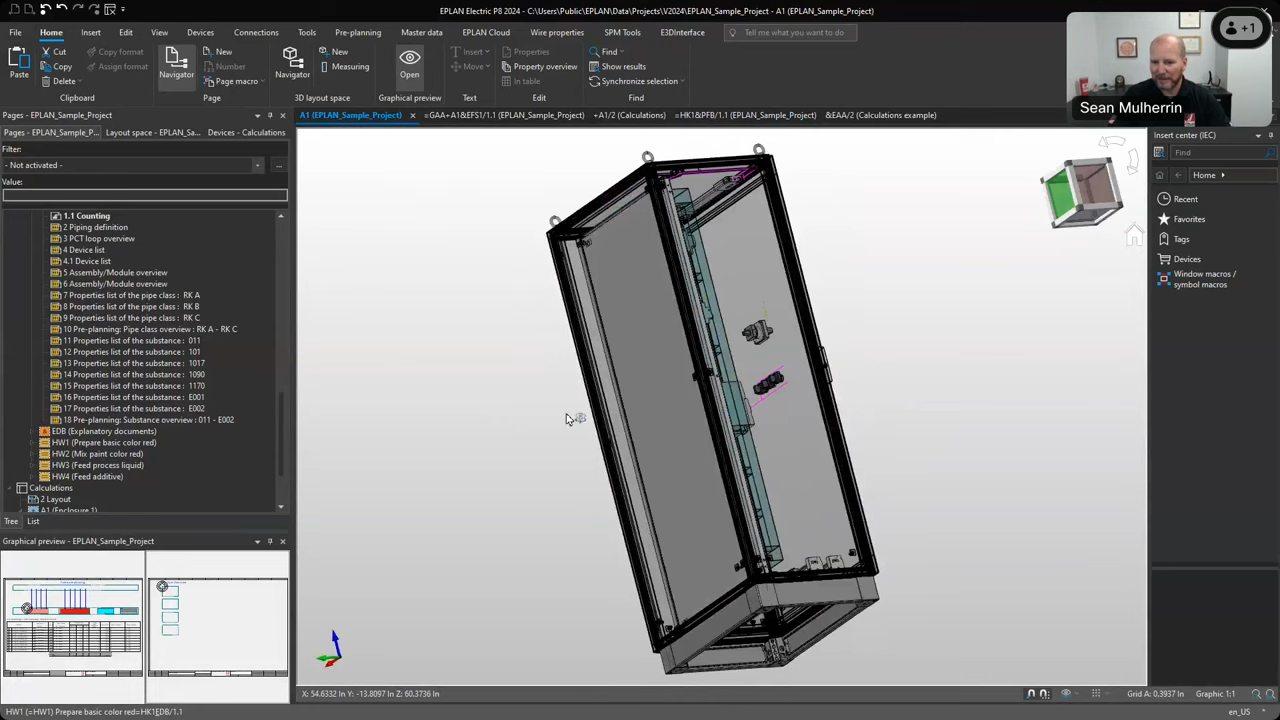 EPLAN Electric P8 2024 - C:\Users\Public\EPLAN\Data\Projects\V2024\EPLAN_Sample_Project - A1 (EPLAN_Sample_Project)
+1
File Home Insert Edit View Devices Connections Tools Pre-planning Master data EPLAN Cloud Wire properties SPM Tools E3DInterface Tell me what you want to do
Paste
Cut
Copy
Delete
Copy format
Assign format
Clipboard
Navigator
New
Number
Page macro
Page
Navigator
New
Measuring
3D layout space
Open
Graphical preview
Insert
Move
Text
Properties
Property overview
In table
Edit
Find
Show results
Synchronize selection
Find
Sean Mulherrin
Pages - EPLAN_Sample_Project
Pages - EPLAN_Sample_P... Layout space - EPLAN_Sa... Devices - Calculations
Filter:
- Not activated -
...
Value:
1.1 Counting
2 Piping definition
3 PCT loop overview
4 Device list
4.1 Device list
5 Assembly/Module overview
6 Assembly/Module overview
7 Properties list of the pipe class : RK A
8 Properties list of the pipe class : RK B
9 Properties list of the pipe class : RK C
10 Pre-planning: Pipe class overview : RK A - RK C
11 Properties list of the substance : 011
12 Properties list of the substance : 101
13 Properties list of the substance : 1017
14 Properties list of the substance : 1090
15 Properties list of the substance : 1170
16 Properties list of the substance : E001
17 Properties list of the substance : E002
18 Pre-planning: Substance overview : 011 - E002
EDB (Explanatory documents)
HW1 (Prepare basic color red)
HW2 (Mix paint color red)
HW3 (Feed process liquid)
HW4 (Feed additive)
Calculations
2 Layout
A1 (Enclosure 1)
Tree List
Graphical preview - EPLAN_Sample_Project
HW1 (=HW1) Prepare basic color red=HK1EDB/1.1
A1 (EPLAN_Sample_Project) =GAA+A1&EFS1/1.1 (EPLAN_Sample_Project) +A1/2 (Calculations) =HK1&PFB/1.1 (EPLAN_Sample_Project) &EAA/2 (Calculations example)
X: 54.6332 In Y: -13.8097 In Z: 60.3736 In
Grid A: 0.3937 In Graphic 1:1
en_US
Insert center (IEC)
Find
Home
Recent
Favorites
Tags
Devices
Window macros /
symbol macros